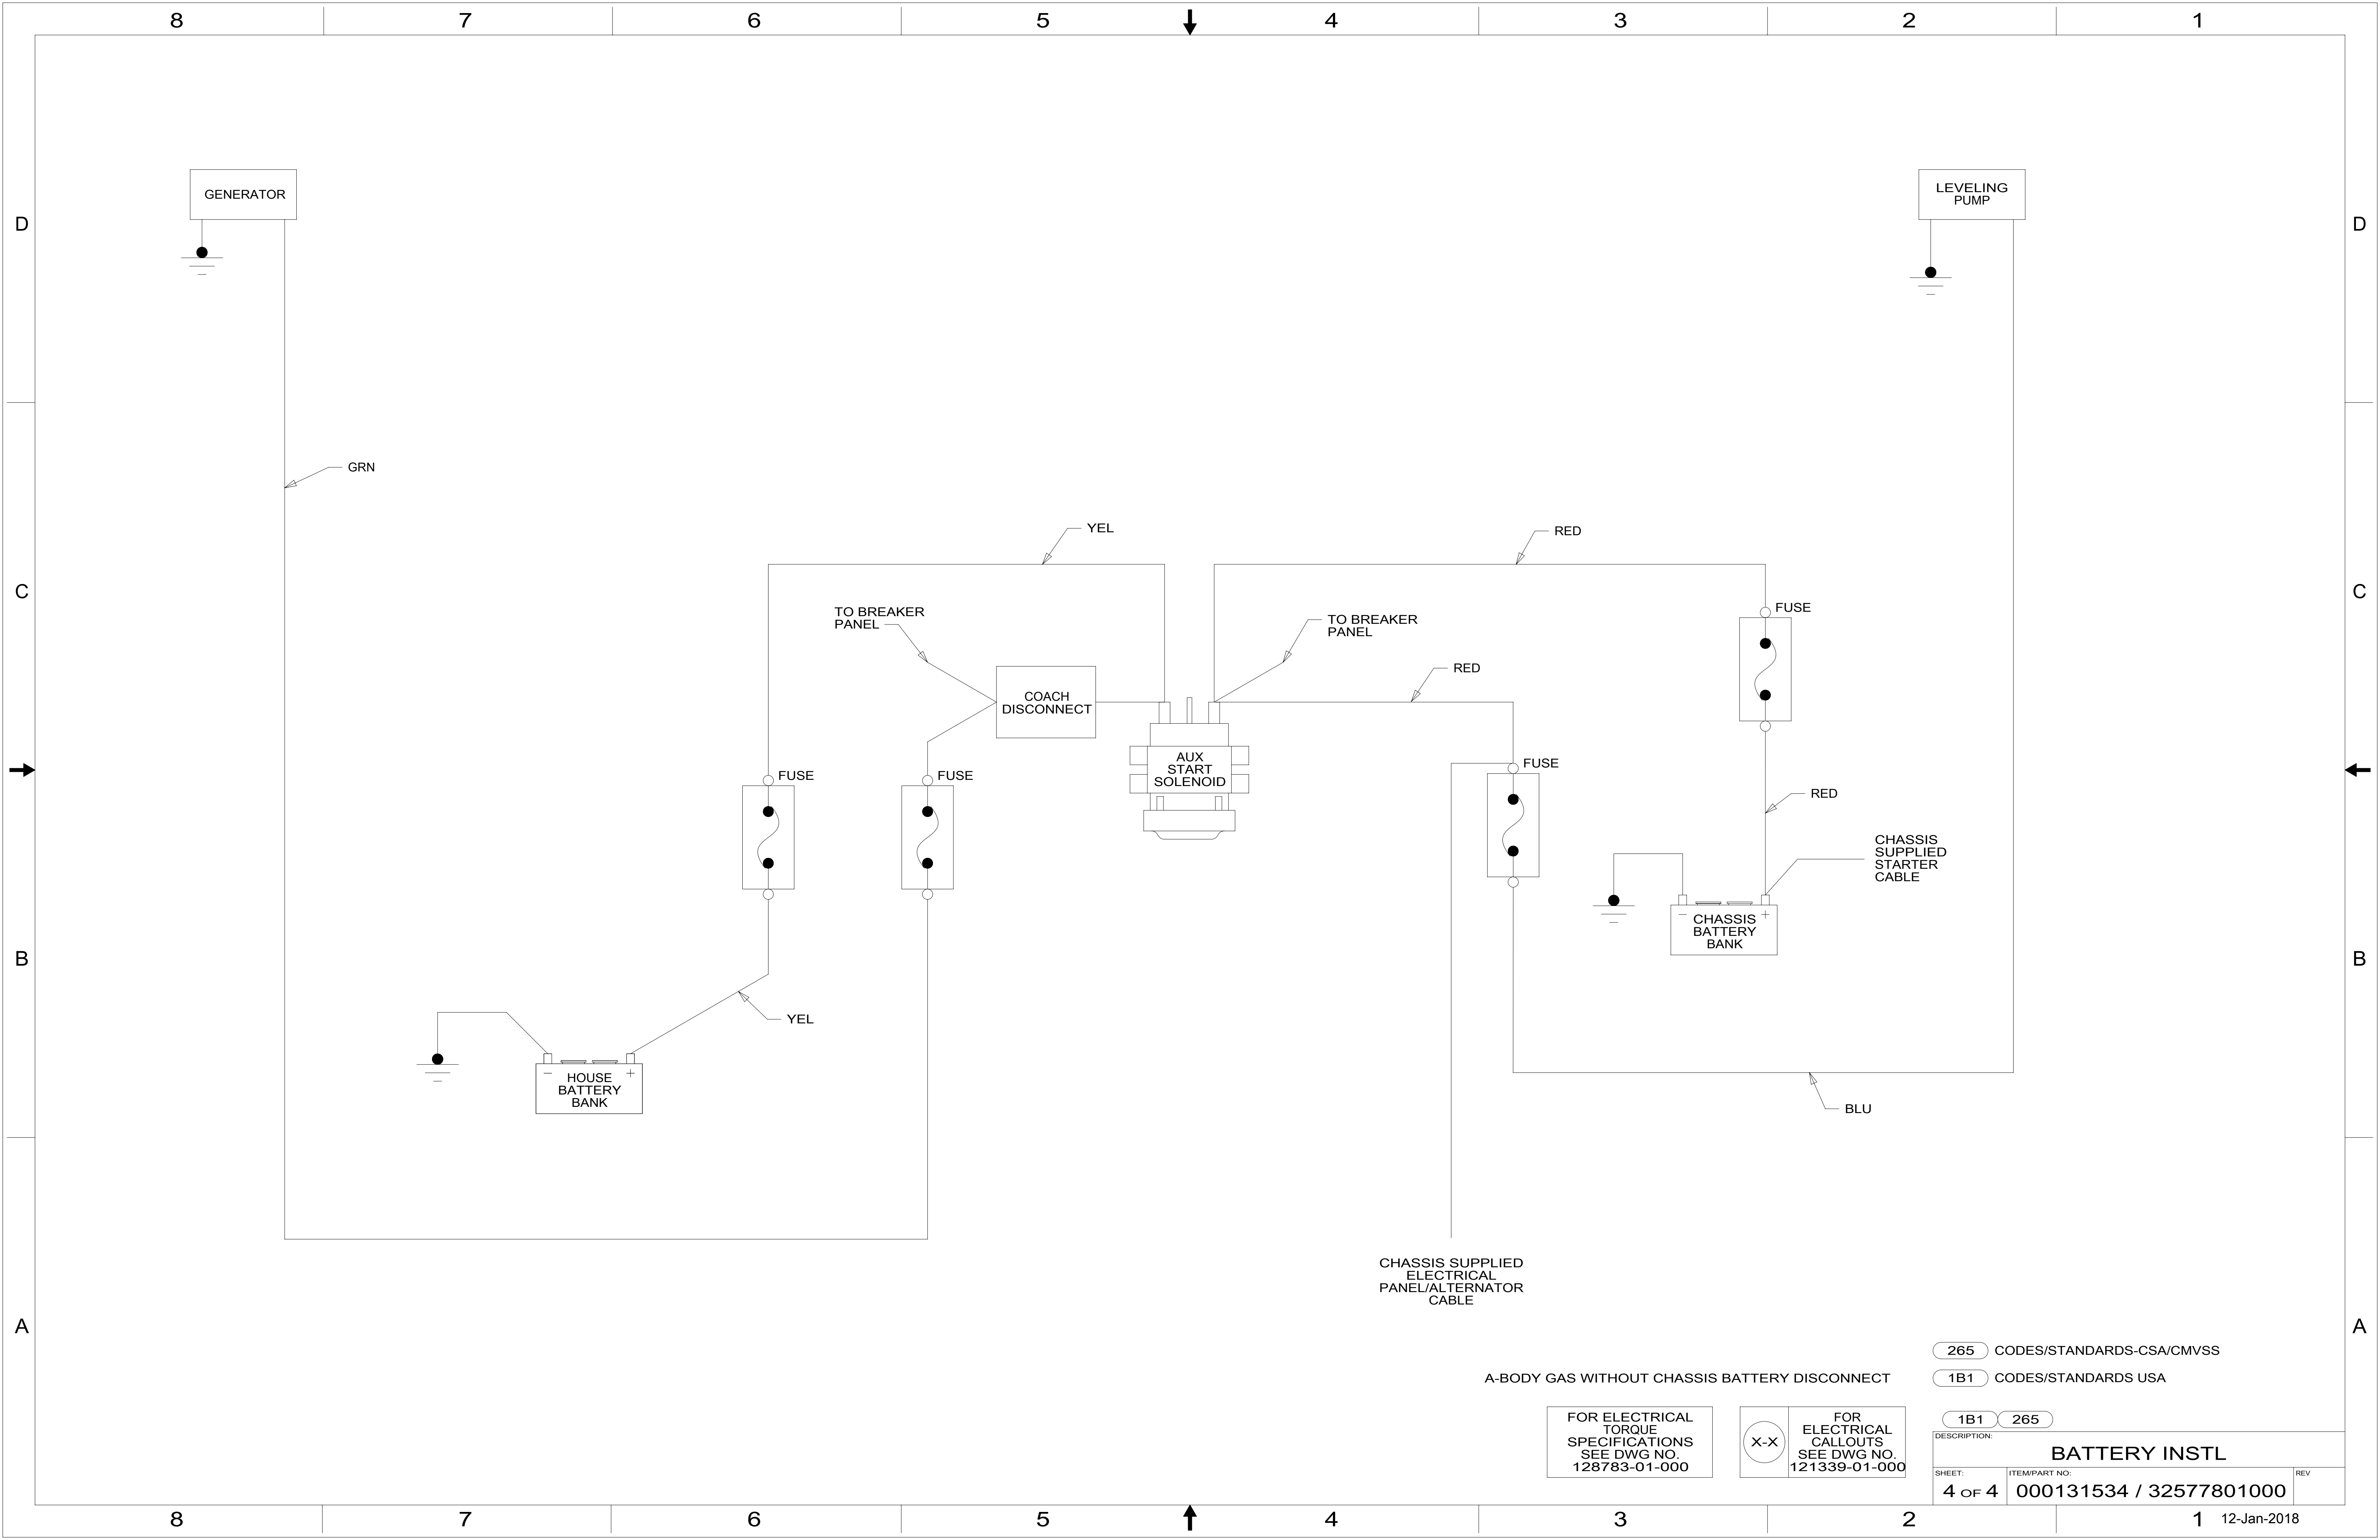 8 7 6 5 4 3 2 1
GENERATOR
LEVELING
PUMP
D
D
GRN
YEL
RED
C
C
TO BREAKER
PANEL
TO BREAKER
PANEL
FUSE
RED
COACH
DISCONNECT
AUX
START
SOLENOID
FUSE
FUSE
FUSE
RED
CHASSIS
SUPPLIED
STARTER
CABLE
- +
CHASSIS
BATTERY
BANK
B
B
YEL
- +
HOUSE
BATTERY
BANK
BLU
CHASSIS SUPPLIED
ELECTRICAL
PANEL/ALTERNATOR
CABLE
A
A
265 CODES/STANDARDS-CSA/CMVSS
A-BODY GAS WITHOUT CHASSIS BATTERY DISCONNECT
1B1 CODES/STANDARDS USA
FOR ELECTRICAL
TORQUE
SPECIFICATIONS
SEE DWG NO.
128783-01-000
X-X
FOR
ELECTRICAL
CALLOUTS
SEE DWG NO.
121339-01-000
1B1 265
DESCRIPTION:
BATTERY INSTL
SHEET: ITEM/PART NO: REV
4 OF 4 000131534 / 32577801000
8 7 6 5 4 3 2 1
12-Jan-2018